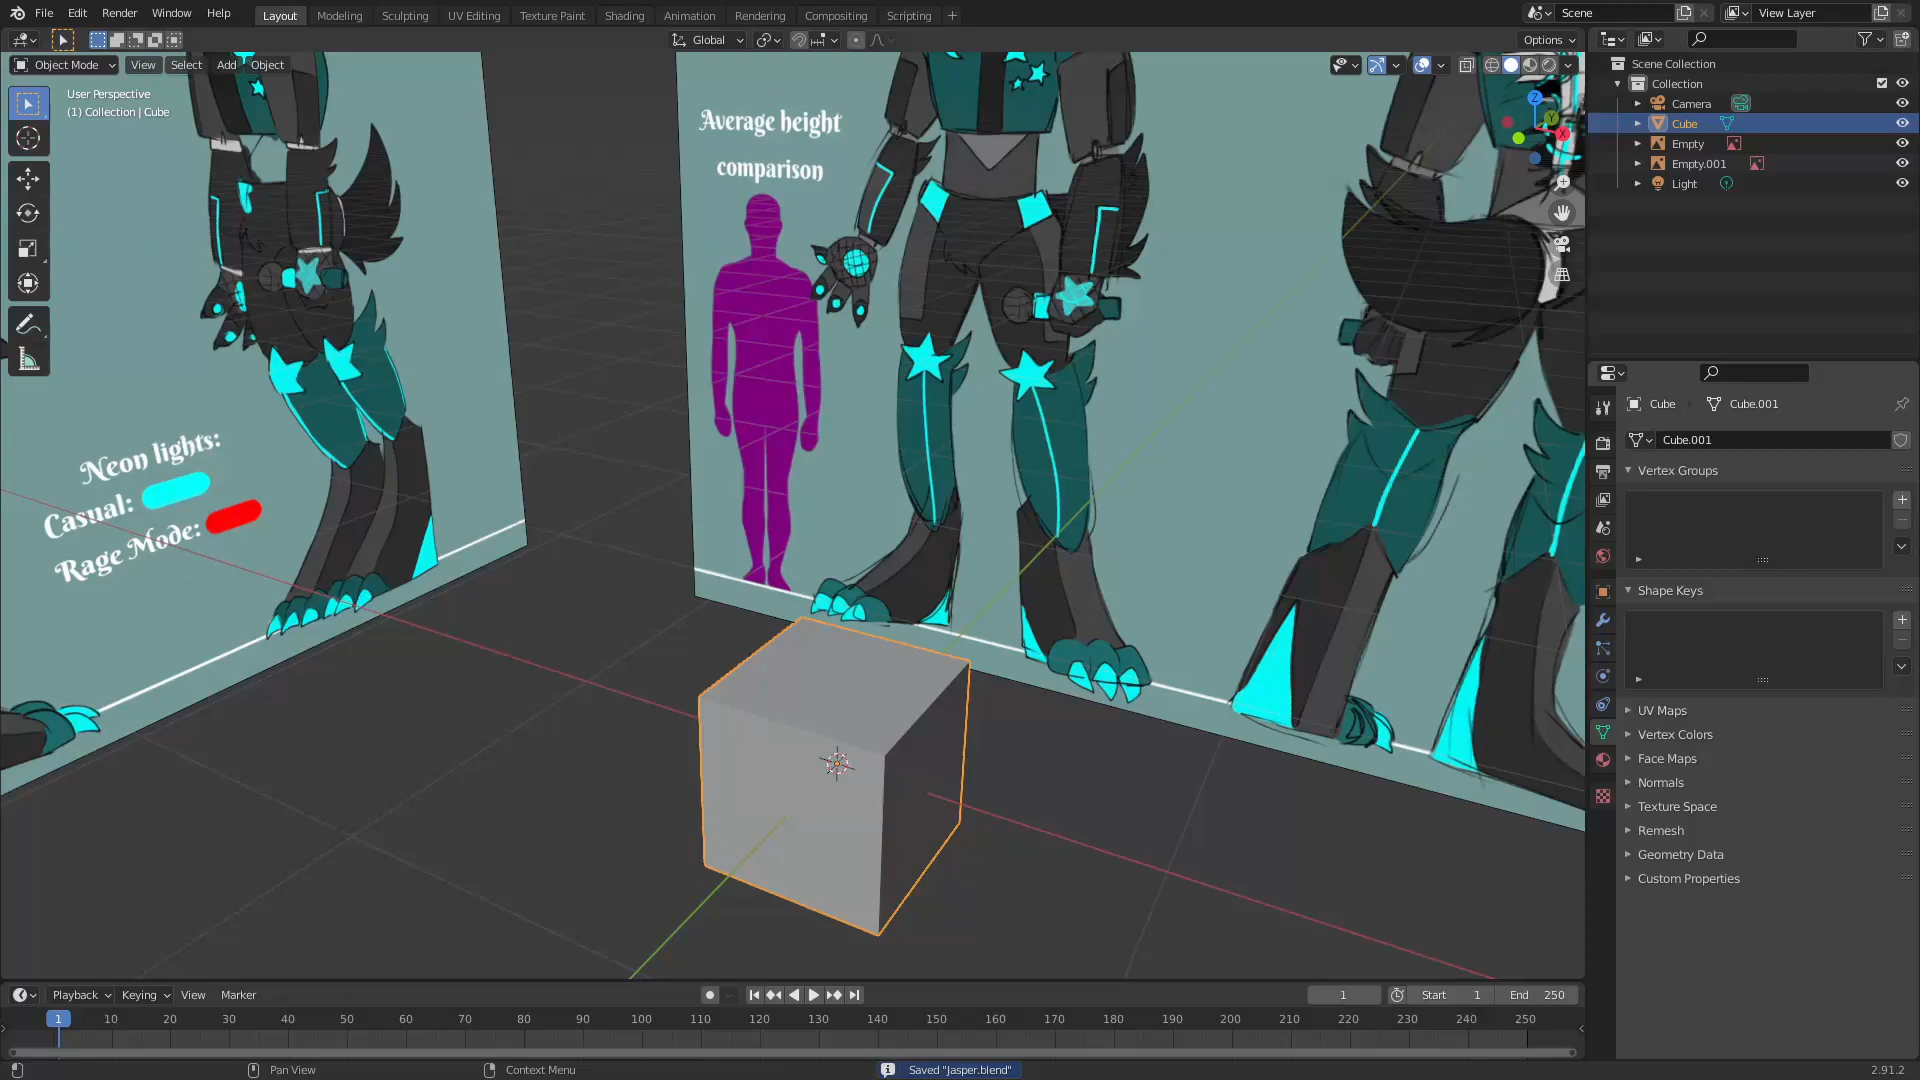 File Edit Render Window Help
Layout Modeling Sculpting UV Editing Texture Paint Shading Animation Rendering Compositing Scripting +
Scene
View Layer
Object Mode View Select Add Object
Global
Options
User Perspective
(1) Collection | Cube
Average height
comparison
Neon lights:
Casual:
Rage Mode:
Z
Y
X
Scene Collection
Collection
Camera
Cube
Empty
Empty.001
Light
Cube Cube.001
Cube.001
Vertex Groups
Shape Keys
UV Maps
Vertex Colors
Face Maps
Normals
Texture Space
Remesh
Geometry Data
Custom Properties
Playback Keying View Marker
1 Start 1 End 250
1 10 20 30 40 50 60 70 80 90 100 110 120 130 140 150 160 170 180 190 200 210 220 230 240 250
Pan View Context Menu Saved "Jasper.blend" 2.91.2